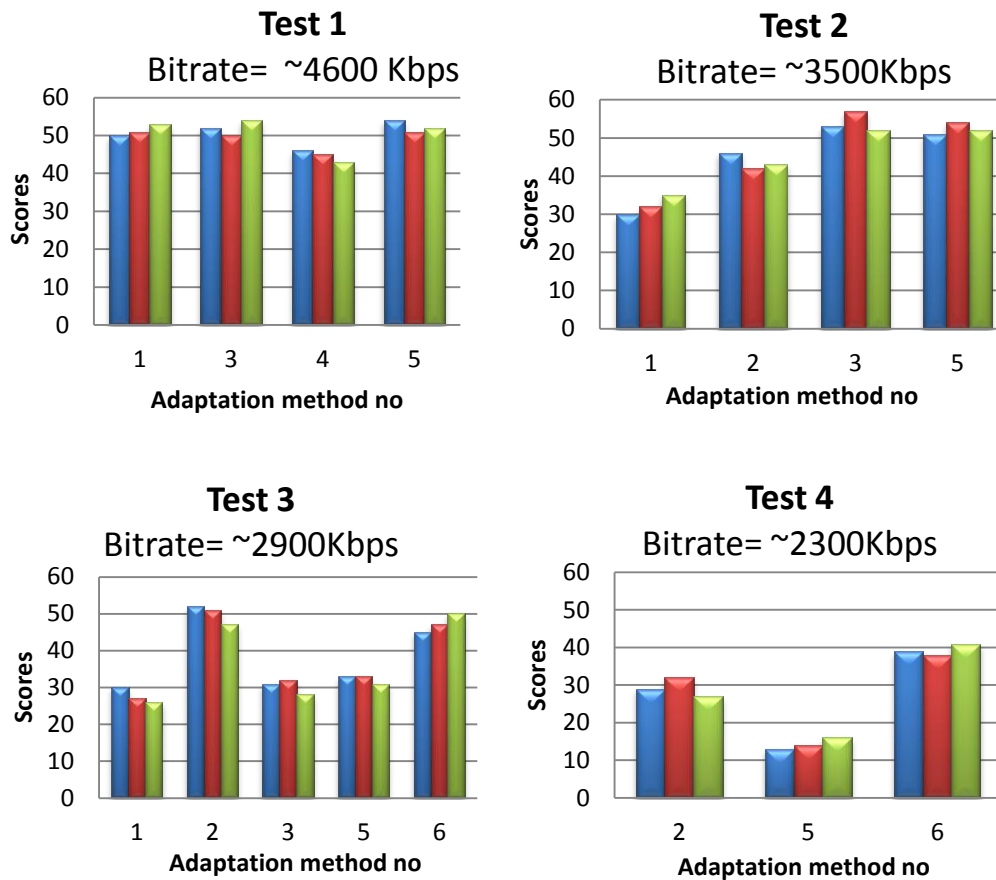 Test 1
Bitrate= ~4600 Kbps
60
50
40
30
20
10
0
Scores
1 3 4 5
Adaptation method no
Test 2
Bitrate= ~3500Kbps
60
50
40
30
20
10
0
Scores
1 2 3 5
Adaptation method no
Test 3
Bitrate= ~2900Kbps
60
50
40
30
20
10
0
Scores
1 2 3 5 6
Adaptation method no
Test 4
Bitrate= ~2300Kbps
60
50
40
30
20
10
0
Scores
2 5 6
Adaptation method no